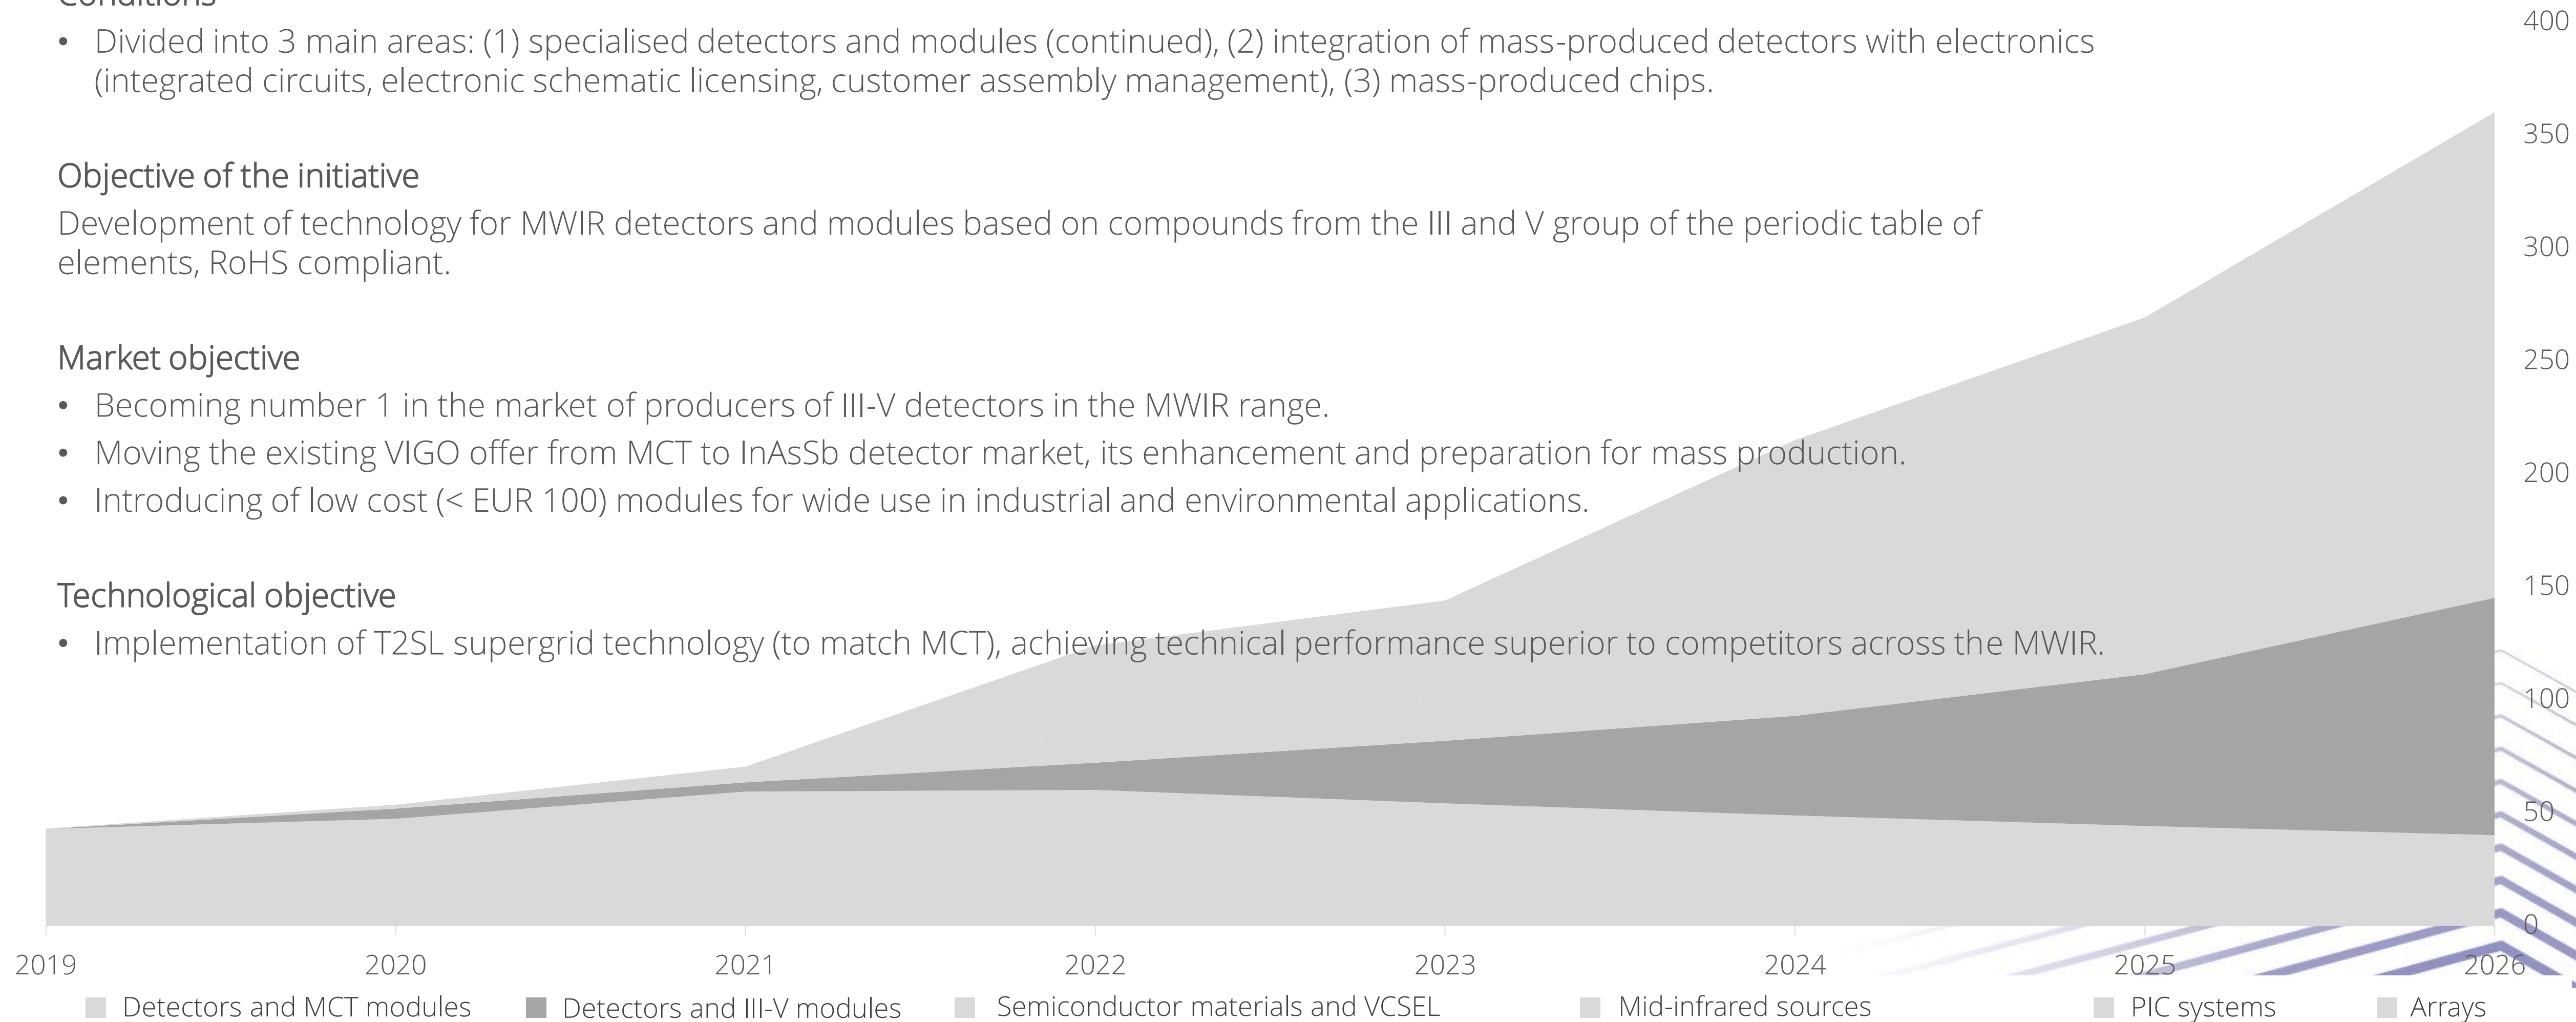 Conditions
• Divided into 3 main areas: (1) specialised detectors and modules (continued), (2) integration of mass-produced detectors with electronics
(integrated circuits, electronic schematic licensing, customer assembly management), (3) mass-produced chips.
Objective of the initiative
Development of technology for MWIR detectors and modules based on compounds from the III and V group of the periodic table of
elements, RoHS compliant.
Market objective
• Becoming number 1 in the market of producers of III-V detectors in the MWIR range.
• Moving the existing VIGO offer from MCT to InAsSb detector market, its enhancement and preparation for mass production.
• Introducing of low cost (< EUR 100) modules for wide use in industrial and environmental applications.
Technological objective
• Implementation of T2SL supergrid technology (to match MCT), achieving technical performance superior to competitors across the MWIR.
400
350
300
250
200
150
100
50
0
2019 2020 2021 2022 2023 2024 2025 2026
Detectors and MCT modules Detectors and III-V modules Semiconductor materials and VCSEL Mid-infrared sources PIC systems Arrays